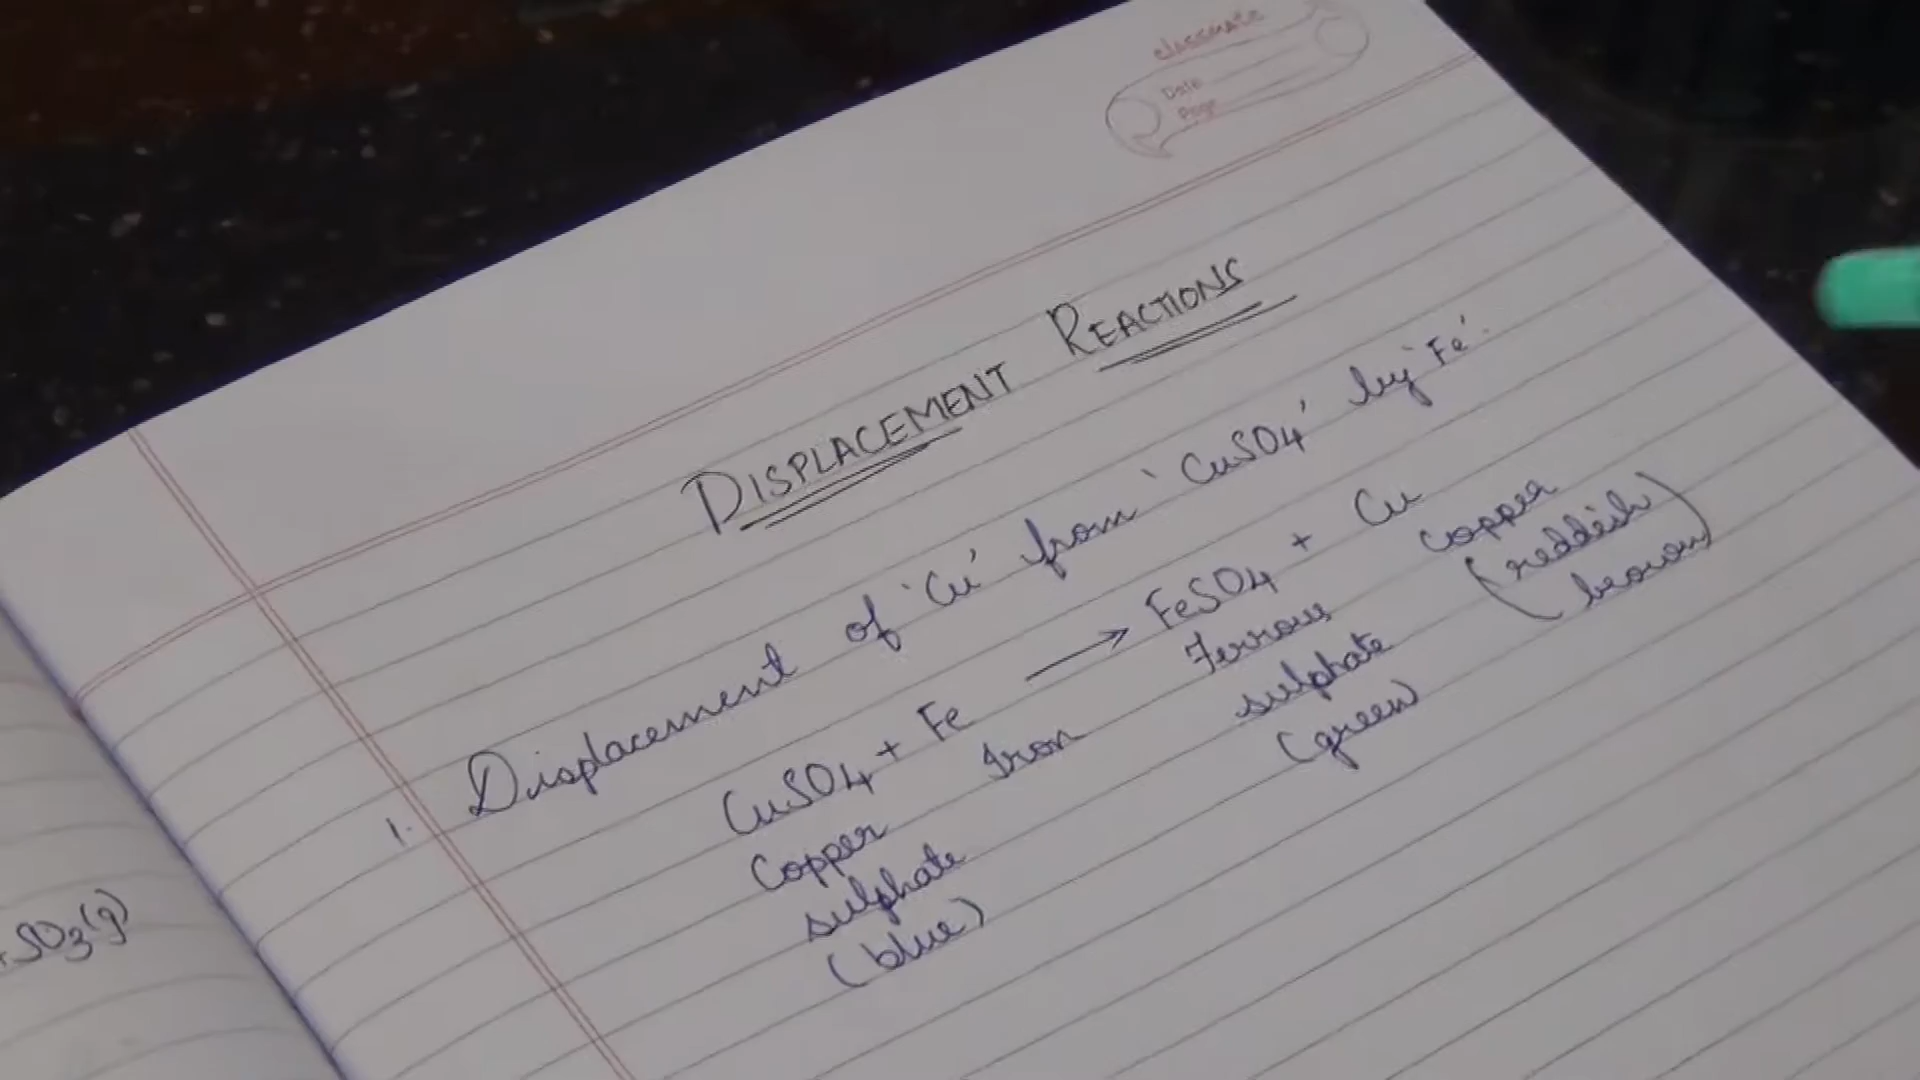 classmate
Date
Page
DISPLACEMENT REACTIONS
1. Displacement of 'Cu' from 'CuSO4' by 'Fe'.
CuSO4 + Fe → FeSO4 + Cu
Copper Iron Ferrous Copper
sulphate sulphate (reddish
(blue) (green) brown)
+SO3(g)